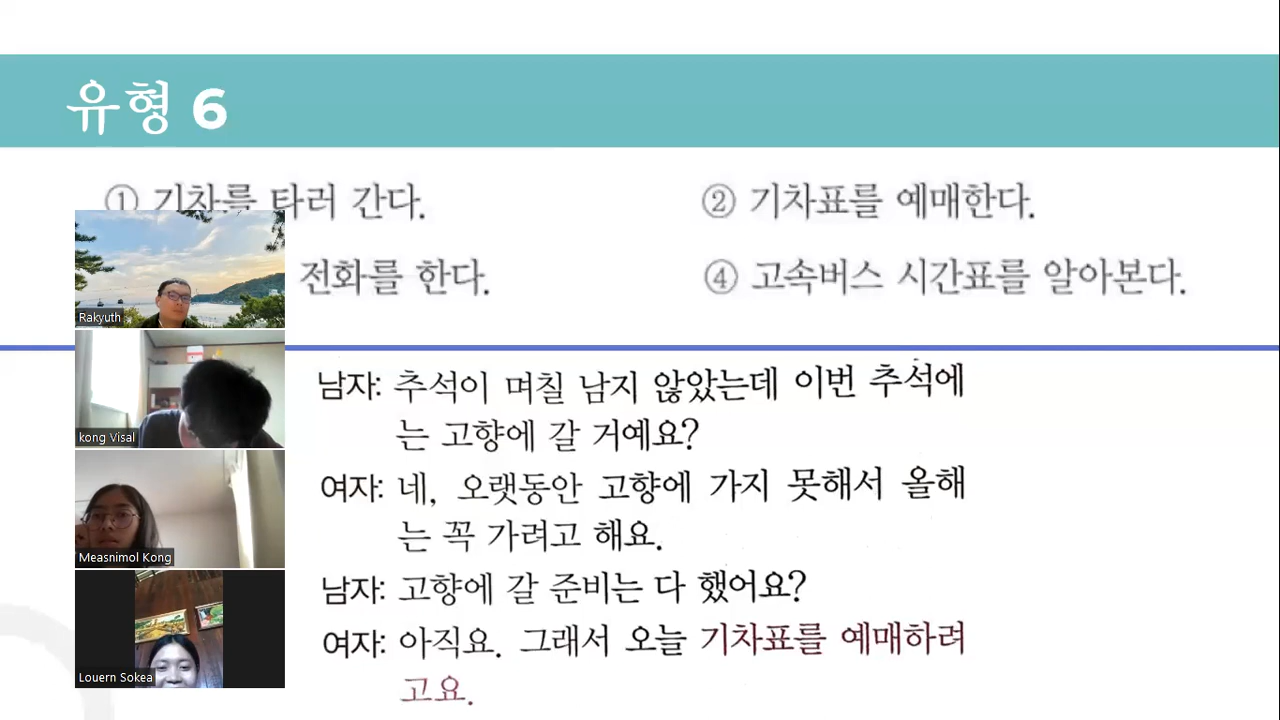 유형 6
① 기차를 타러 간다.
② 기차표를 예매한다.
전화를 한다.
④ 고속버스 시간표를 알아본다.
Rakyuth
kong Visal
Measnimol Kong
Louern Sokea
남자: 추석이 며칠 남지 않았는데 이번 추석에
는 고향에 갈 거예요?
여자: 네, 오랫동안 고향에 가지 못해서 올해
는 꼭 가려고 해요.
남자: 고향에 갈 준비는 다 했어요?
여자: 아직요. 그래서 오늘 기차표를 예매하려
고요.